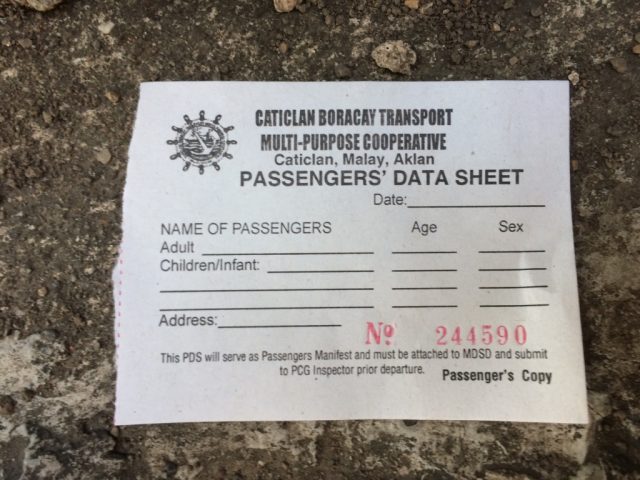 CATICLAN BORACAY TRANSPORT
MULTI-PURPOSE COOPERATIVE
Caticlan, Malay, Aklan
PASSENGERS' DATA SHEET
Date:
NAME OF PASSENGERS Age Sex
Adult
Children/Infant:
Address:
Nº 244590
This PDS will serve as Passengers Manifest and must be attached to MDSD and submit
to PCG Inspector prior departure. Passenger's Copy